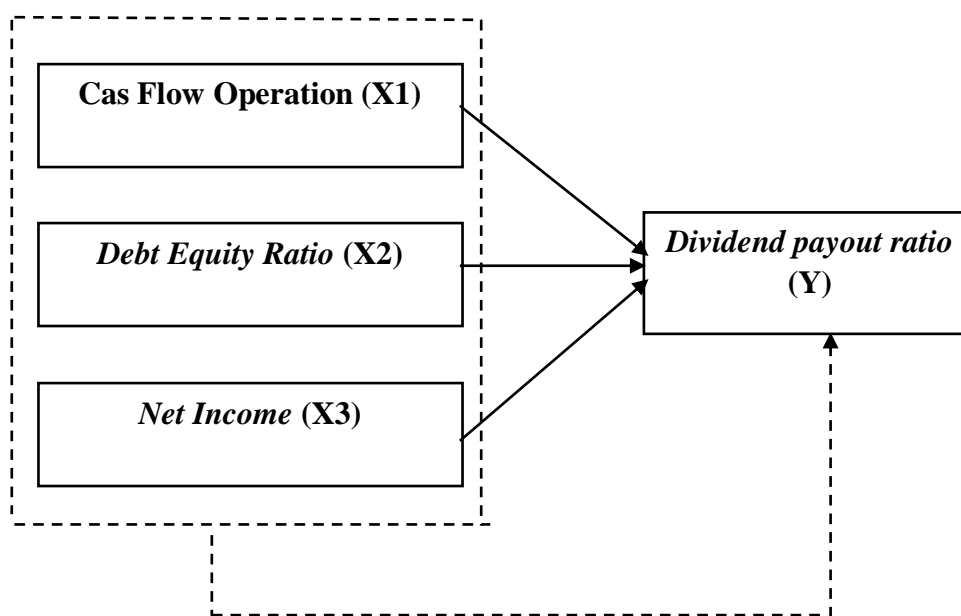 Cas Flow Operation (X1)
Debt Equity Ratio (X2)
Net Income (X3)
Dividend payout ratio
(Y)